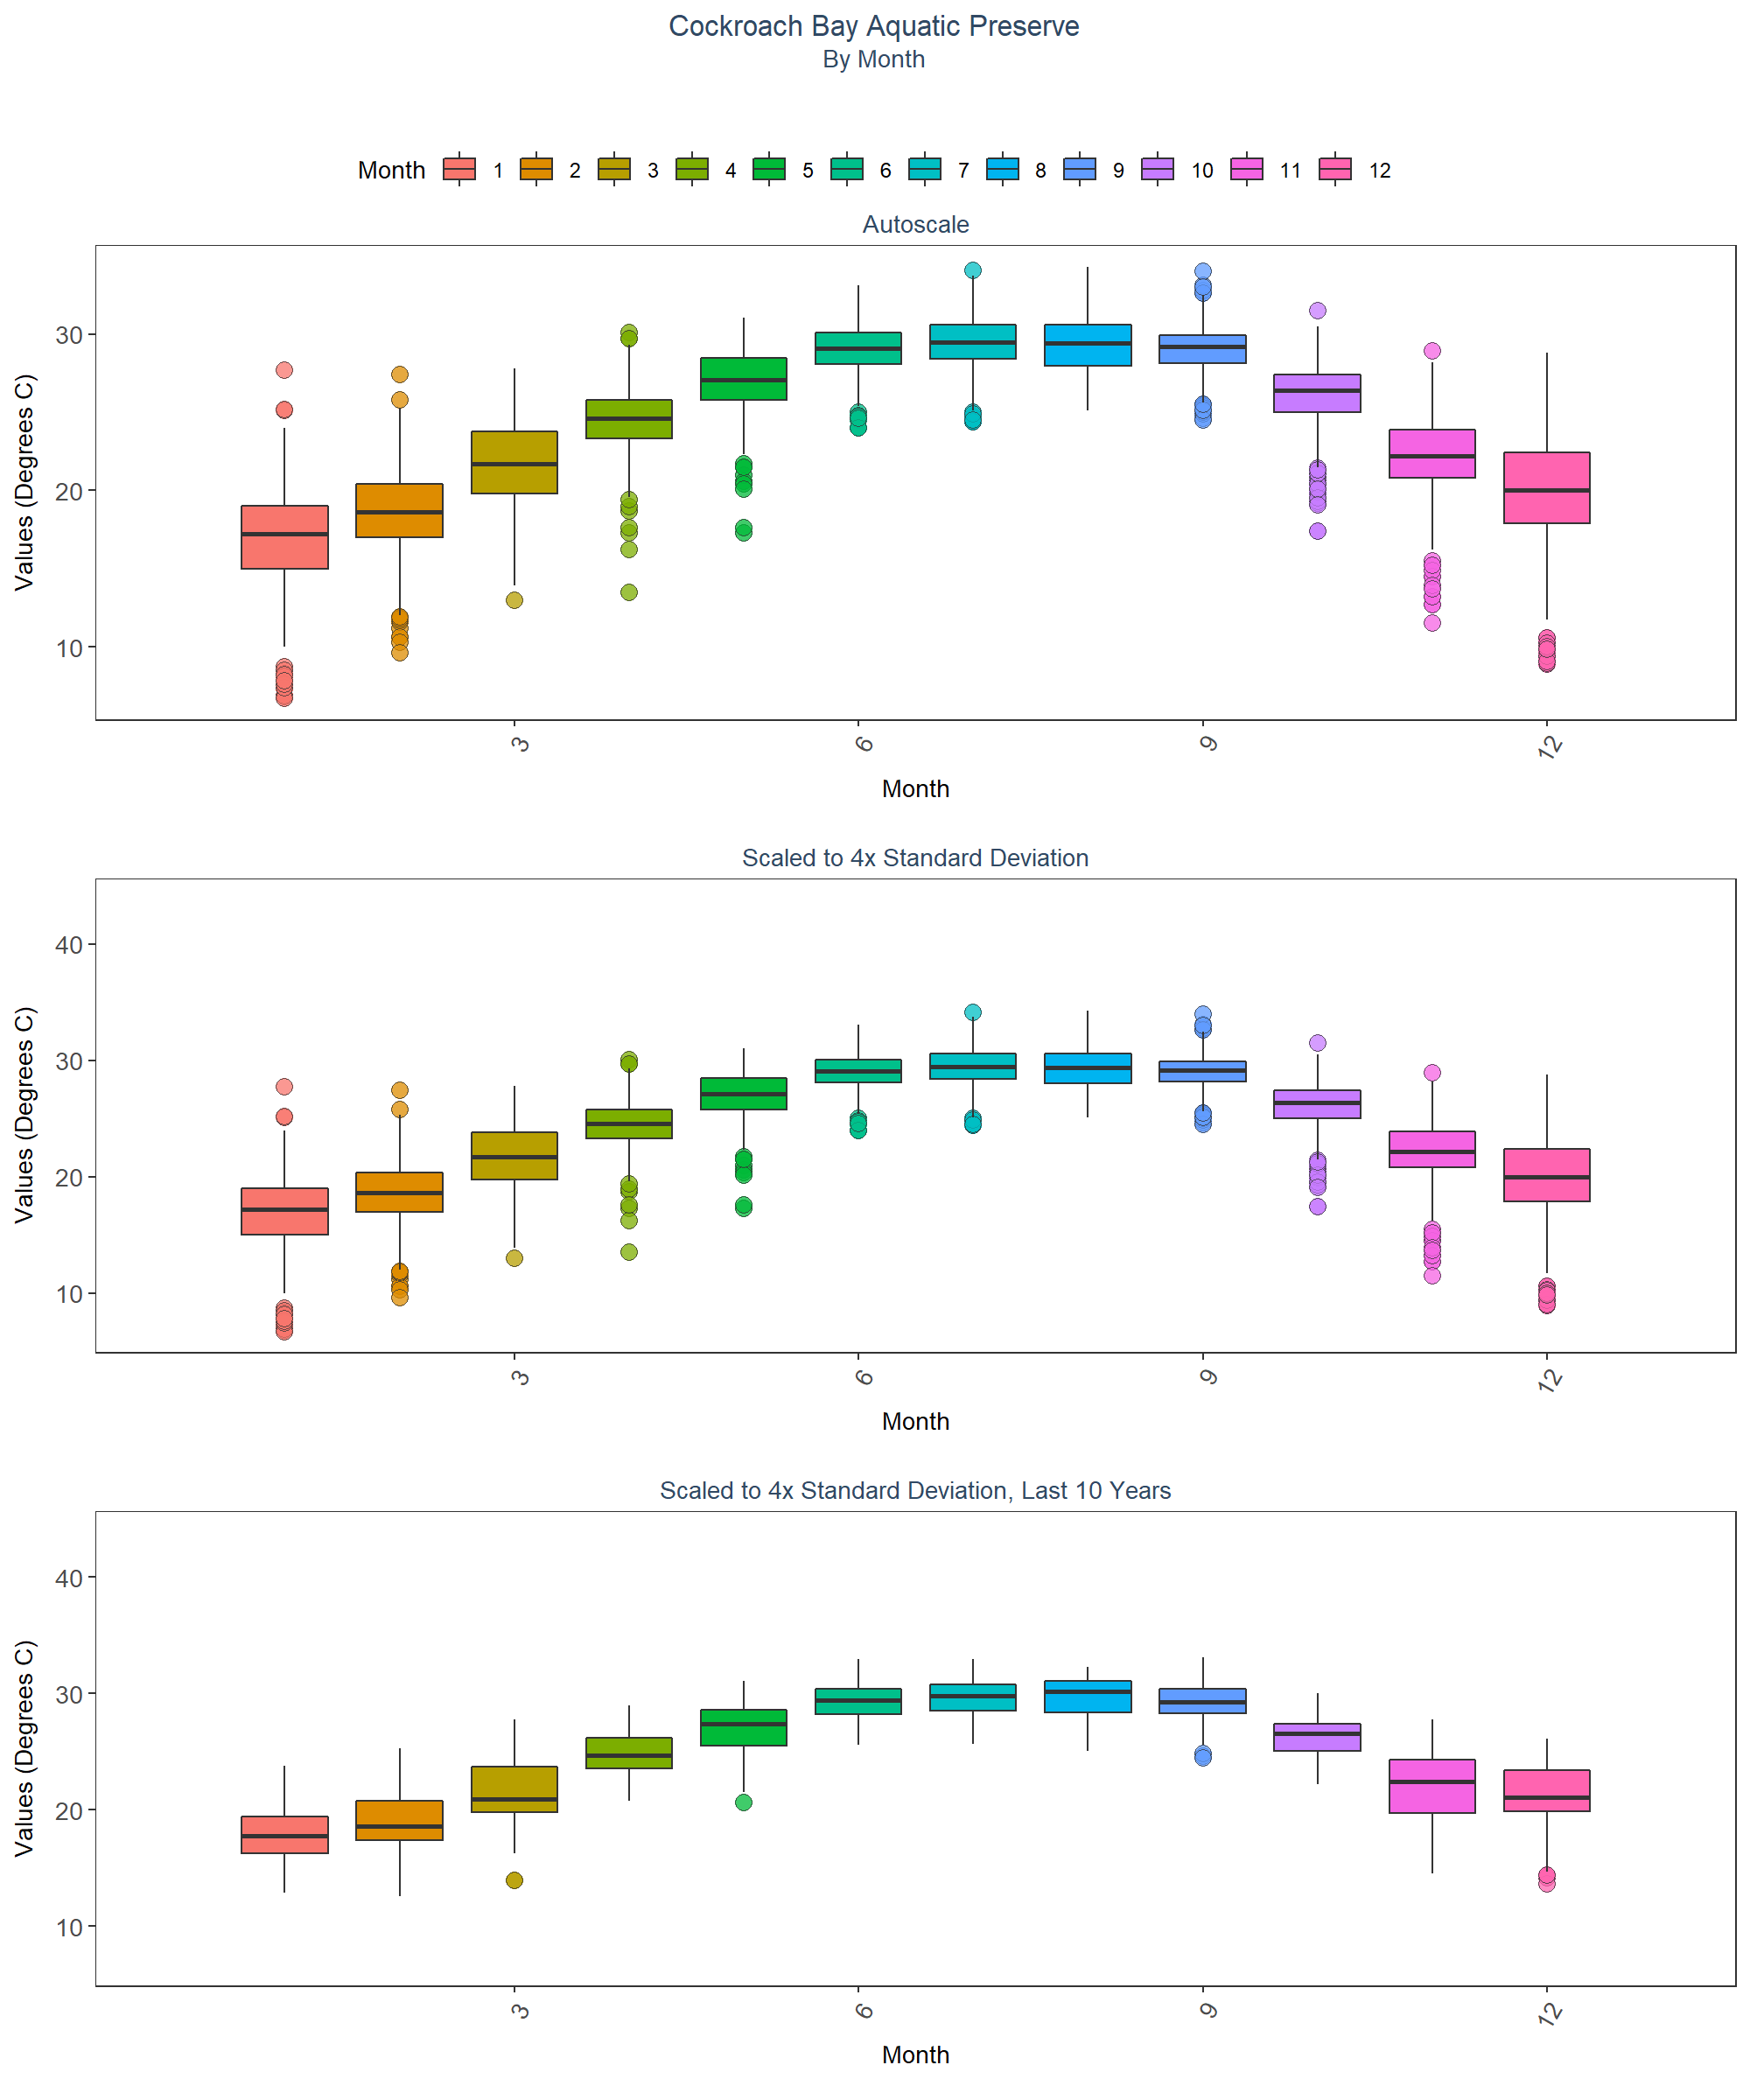 Cockroach Bay Aquatic Preserve
By Month
Month 1 2 3 4 5 6 7 8 9 10 11 12
Autoscale
Values (Degrees C)
30
20
10
3 6 9 12
Month
Scaled to 4x Standard Deviation
Values (Degrees C)
40
30
20
10
3 6 9 12
Month
Scaled to 4x Standard Deviation, Last 10 Years
Values (Degrees C)
40
30
20
10
3 6 9 12
Month